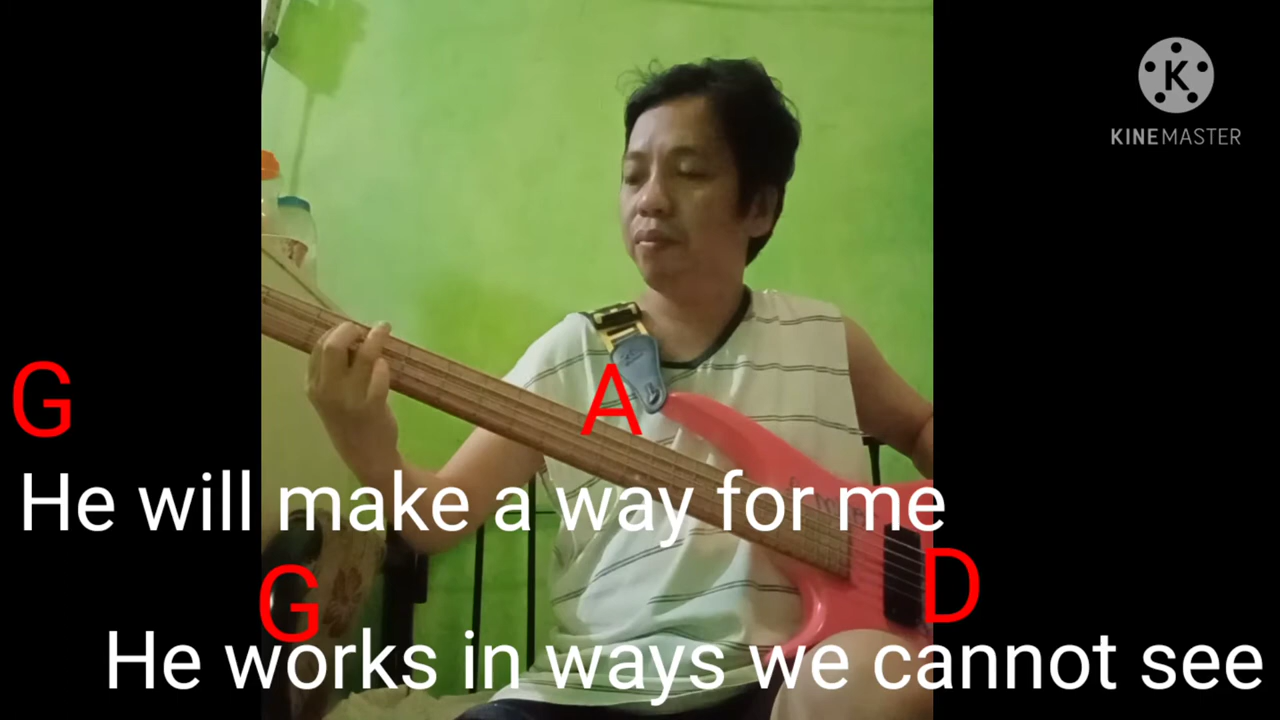 KINEMASTER
G A
He will make a way for me
G D
He works in ways we cannot see